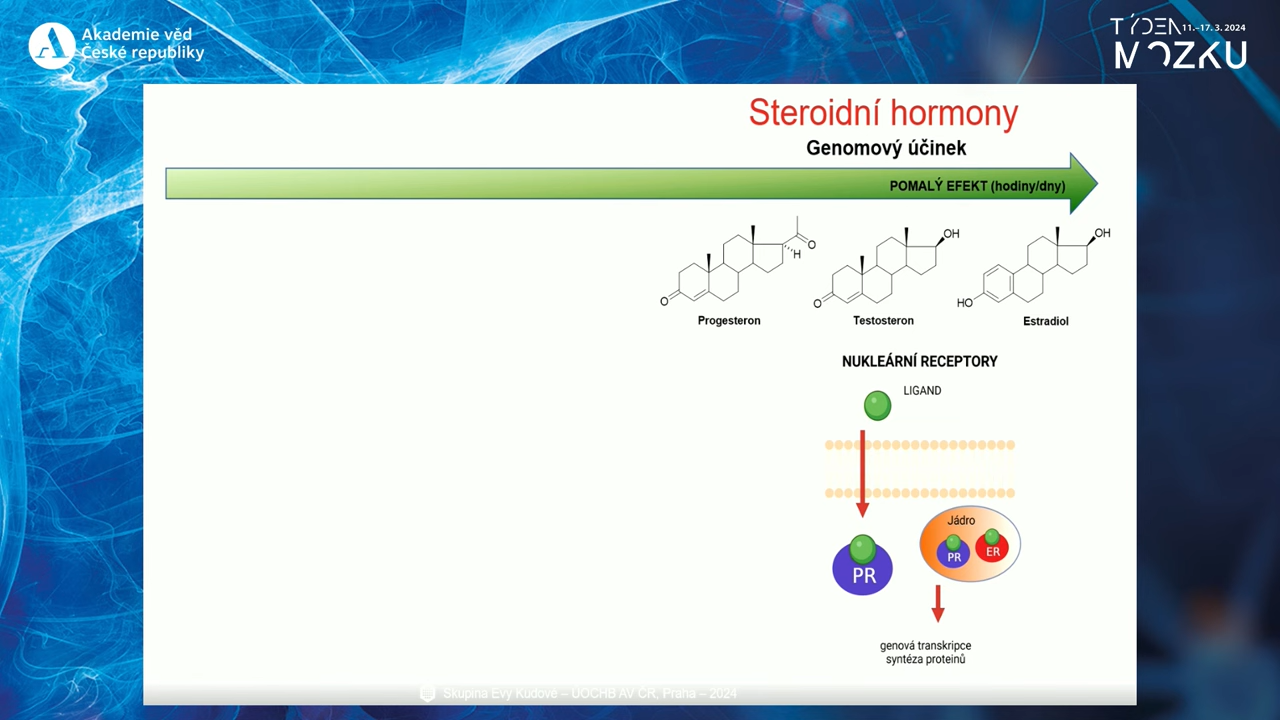 Akademie věd
České republiky
TÝDEN 11.–17. 3. 2024
MOZKU
Steroidní hormony
Genomový účinek
POMALÝ EFEKT (hodiny/dny)
O
H
Progesteron
OH
O
Testosteron
OH
HO
Estradiol
NUKLEÁRNÍ RECEPTORY
LIGAND
PR
Jádro
PR
ER
genová transkripce
syntéza proteinů
Skupina Evy Kudové – ÚOCHB AV ČR, Praha – 2024